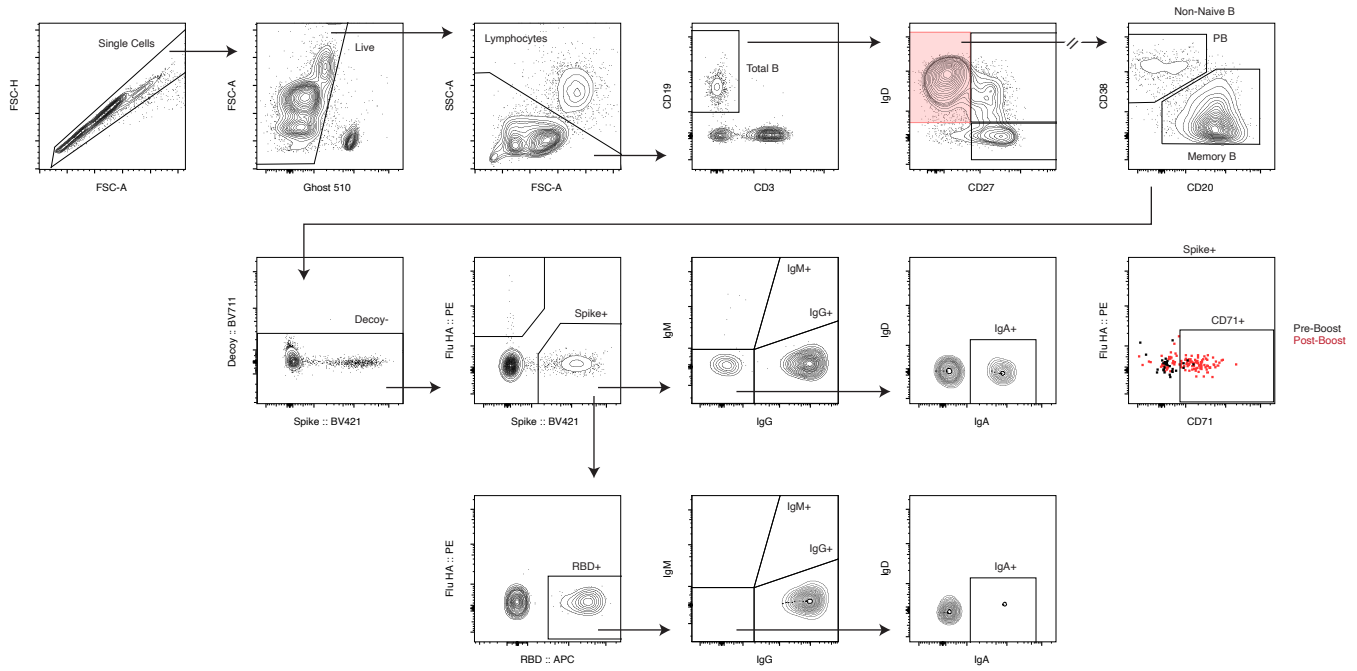 Non-Naive B
FSC-H
Single Cells
FSC-A
FSC-A
Live
Ghost 510
SSC-A
Lymphocytes
FSC-A
CD19
Total B
CD3
IgD
CD27
CD38
PB
Memory B
CD20
Decoy :: BV711
Decoy-
Spike :: BV421
Flu HA :: PE
Spike+
Spike :: BV421
IgM
IgM+
IgG+
IgG
IgD
IgA+
IgA
Spike+
Flu HA :: PE
CD71+
CD71
Pre-Boost
Post-Boost
Flu HA :: PE
RBD+
RBD :: APC
IgM
IgM+
IgG+
IgG
IgD
IgA+
IgA